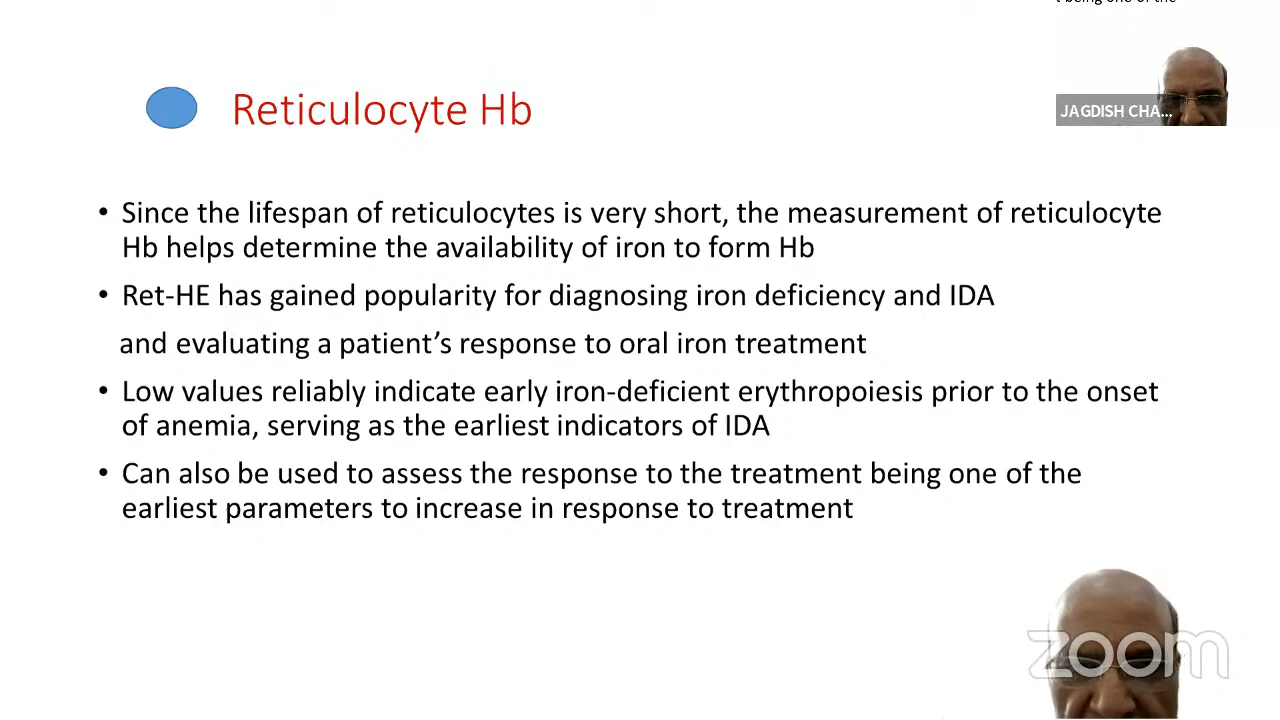 t being one of the
Reticulocyte Hb
JAGDISH CHA...
• Since the lifespan of reticulocytes is very short, the measurement of reticulocyte
Hb helps determine the availability of iron to form Hb
• Ret-HE has gained popularity for diagnosing iron deficiency and IDA
and evaluating a patient’s response to oral iron treatment
• Low values reliably indicate early iron-deficient erythropoiesis prior to the onset
of anemia, serving as the earliest indicators of IDA
• Can also be used to assess the response to the treatment being one of the
earliest parameters to increase in response to treatment
zoom